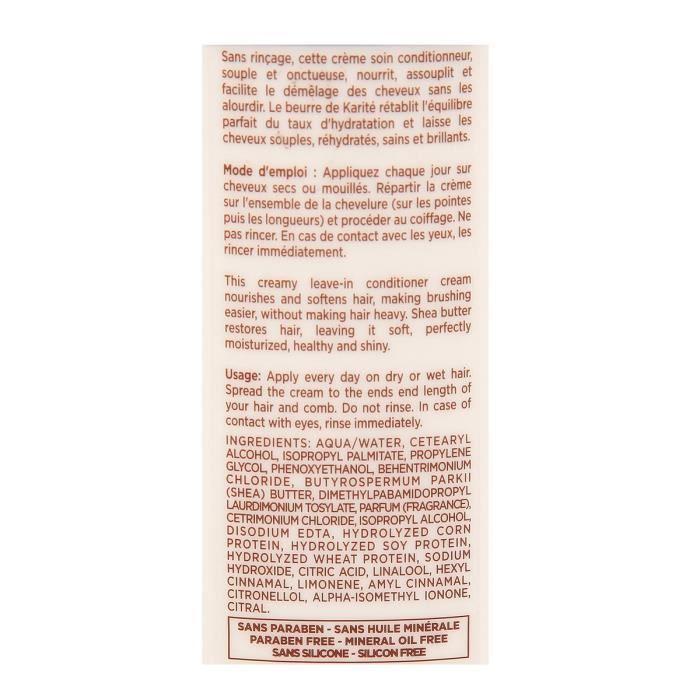 Sans rinçage, cette crème soin conditionneur,
souple et onctueuse, nourrit, assouplit et
facilite le démêlage des cheveux sans les
alourdir. Le beurre de Karité rétablit l'équilibre
parfait du taux d'hydratation et laisse les
cheveux souples, réhydratés, sains et brillants.
Mode d'emploi : Appliquez chaque jour sur
cheveux secs ou mouillés. Répartir la crème
sur l'ensemble de la chevelure (sur les pointes
puis les longueurs) et procéder au coiffage. Ne
pas rincer. En cas de contact avec les yeux, les
rincer immédiatement.
This creamy leave-in conditioner cream
nourishes and softens hair, making brushing
easier, without making hair heavy. Shea butter
restores hair, leaving it soft, perfectly
moisturized, healthy and shiny.
Usage: Apply every day on dry or wet hair.
Spread the cream to the ends end length of
your hair and comb. Do not rinse. In case of
contact with eyes, rinse immediately.
INGREDIENTS: AQUA/WATER, CETEARYL
ALCOHOL, ISOPROPYL PALMITATE, PROPYLENE
GLYCOL, PHENOXYETHANOL, BEHENTRIMONIUM
CHLORIDE, BUTYROSPERMUM PARKII
(SHEA) BUTTER, DIMETHYLPABAMIDOPROPYL
LAURDIMONIUM TOSYLATE, PARFUM (FRAGRANCE),
CETRIMONIUM CHLORIDE, ISOPROPYL ALCOHOL,
DISODIUM EDTA, HYDROLYZED CORN
PROTEIN, HYDROLYZED SOY PROTEIN,
HYDROLYZED WHEAT PROTEIN, SODIUM
HYDROXIDE, CITRIC ACID, LINALOOL, HEXYL
CINNAMAL, LIMONENE, AMYL CINNAMAL,
CITRONELLOL, ALPHA-ISOMETHYL IONONE,
CITRAL.
SANS PARABEN - SANS HUILE MINÉRALE
PARABEN FREE - MINERAL OIL FREE
SANS SILICONE - SILICON FREE